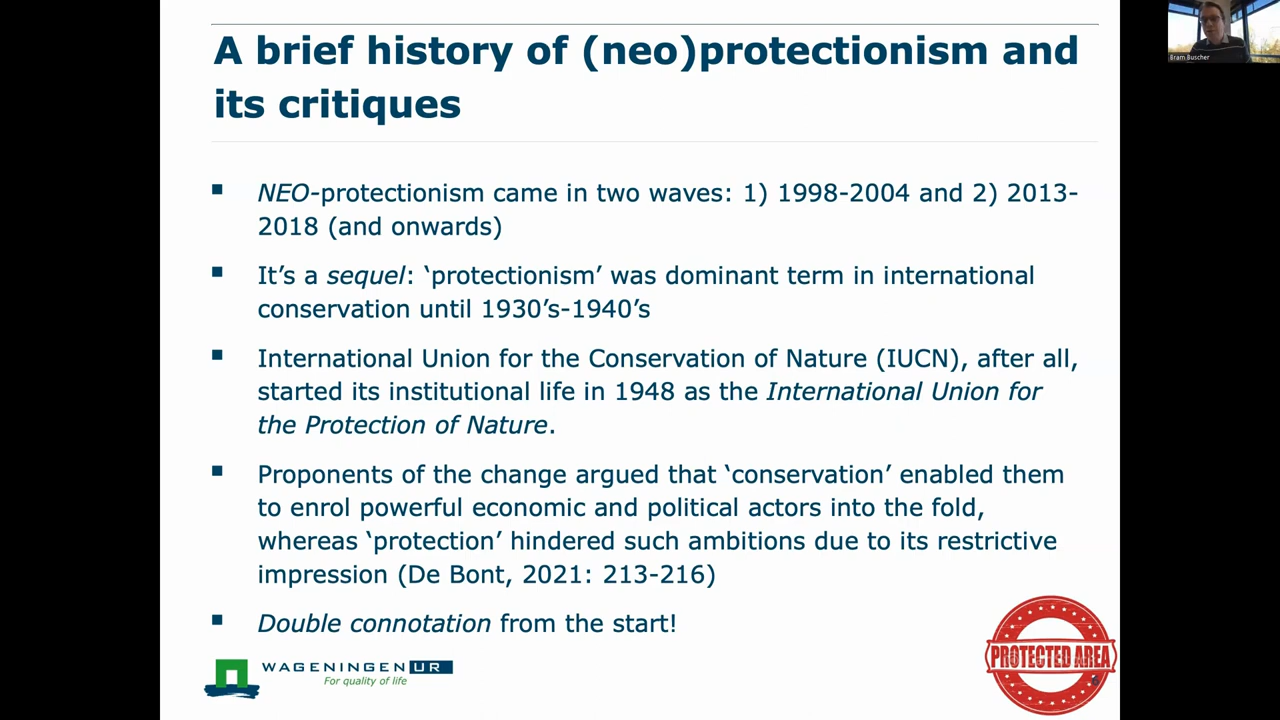 A brief history of (neo)protectionism and
its critiques
Bram Buscher
NEO-protectionism came in two waves: 1) 1998-2004 and 2) 2013-
2018 (and onwards)
It’s a sequel: ‘protectionism’ was dominant term in international
conservation until 1930’s-1940’s
International Union for the Conservation of Nature (IUCN), after all,
started its institutional life in 1948 as the International Union for
the Protection of Nature.
Proponents of the change argued that ‘conservation’ enabled them
to enrol powerful economic and political actors into the fold,
whereas ‘protection’ hindered such ambitions due to its restrictive
impression (De Bont, 2021: 213-216)
Double connotation from the start!
WAGENINGEN UR
For quality of life
PROTECTED AREA
6